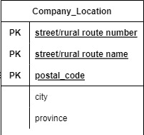 Company_Location
PK street/rural route number
PK street/rural route name
PK postal_code
city
province